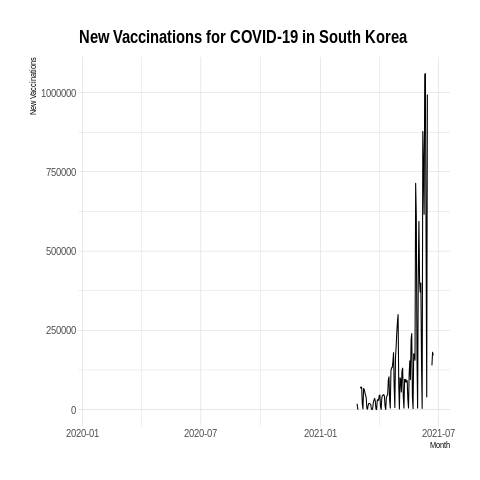 New Vaccinations for COVID-19 in South Korea
New Vaccinations
1000000
750000
500000
250000
0
2020-01 2020-07 2021-01 2021-07
Month